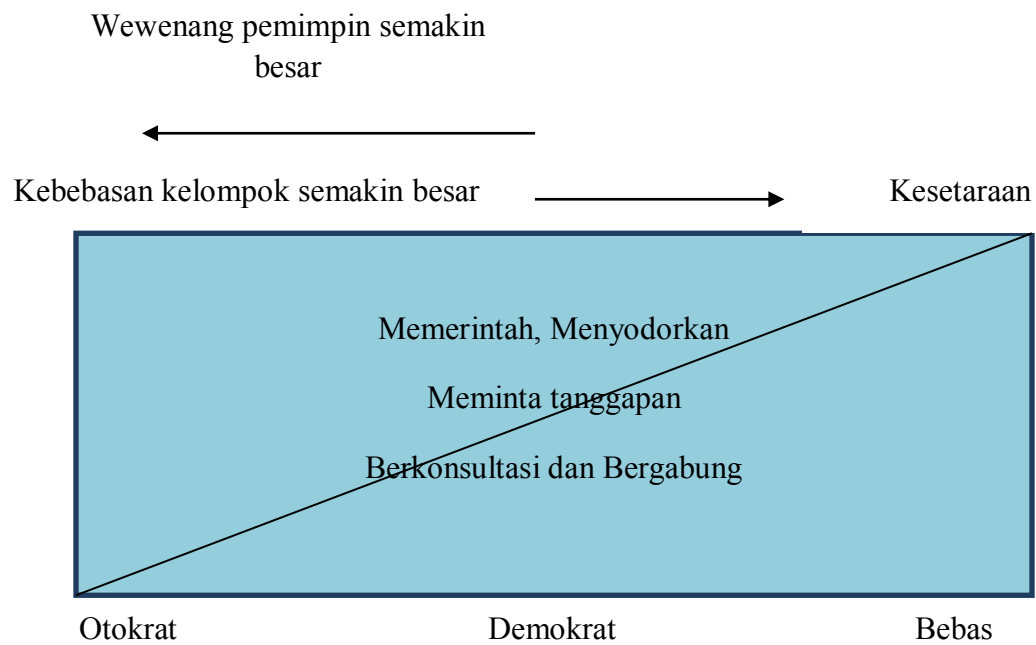 Wewenang pemimpin semakin
besar
Kebebasan kelompok semakin besar
Kesetaraan
Memerintah, Menyodorkan
Meminta tanggapan
Berkonsultasi dan Bergabung
Otokrat
Demokrat
Bebas